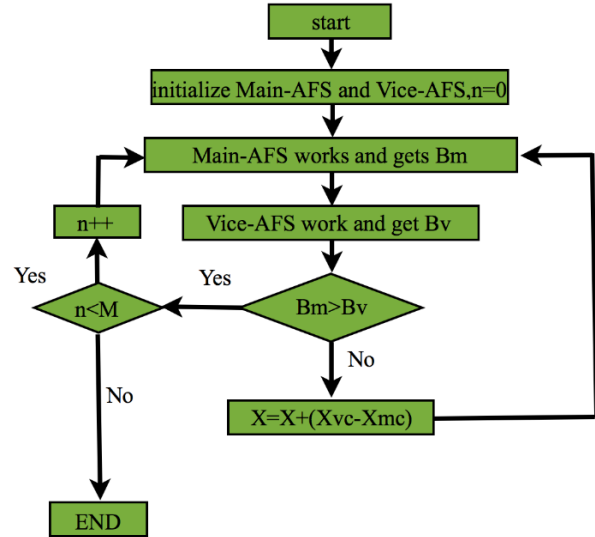 start
initialize Main-AFS and Vice-AFS,n=0
Main-AFS works and gets Bm
n++
Vice-AFS work and get Bv
Yes
Yes
n<M
Bm>Bv
No
No
X=X+(Xvc-Xmc)
END